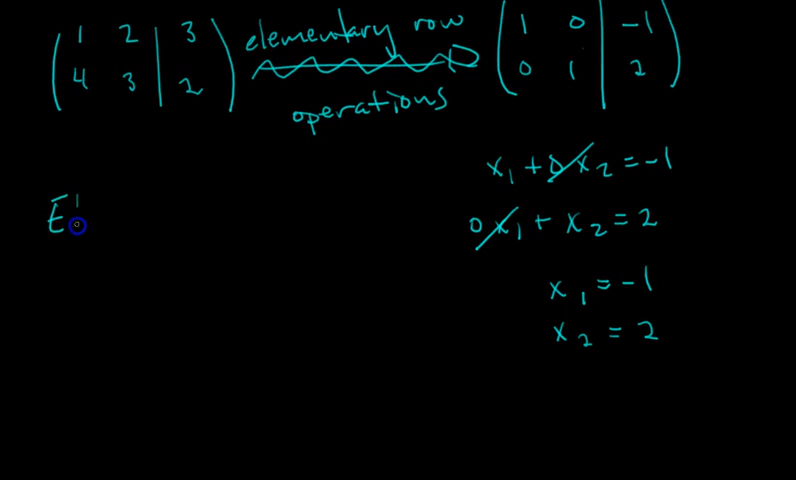 1 2 3 elementary row 1 0 -1
4 3 2 operations 0 1 2
x₁ + 0x₂ = -1
0x₁ + x₂ = 2
x₁ = -1
x₂ = 2
E